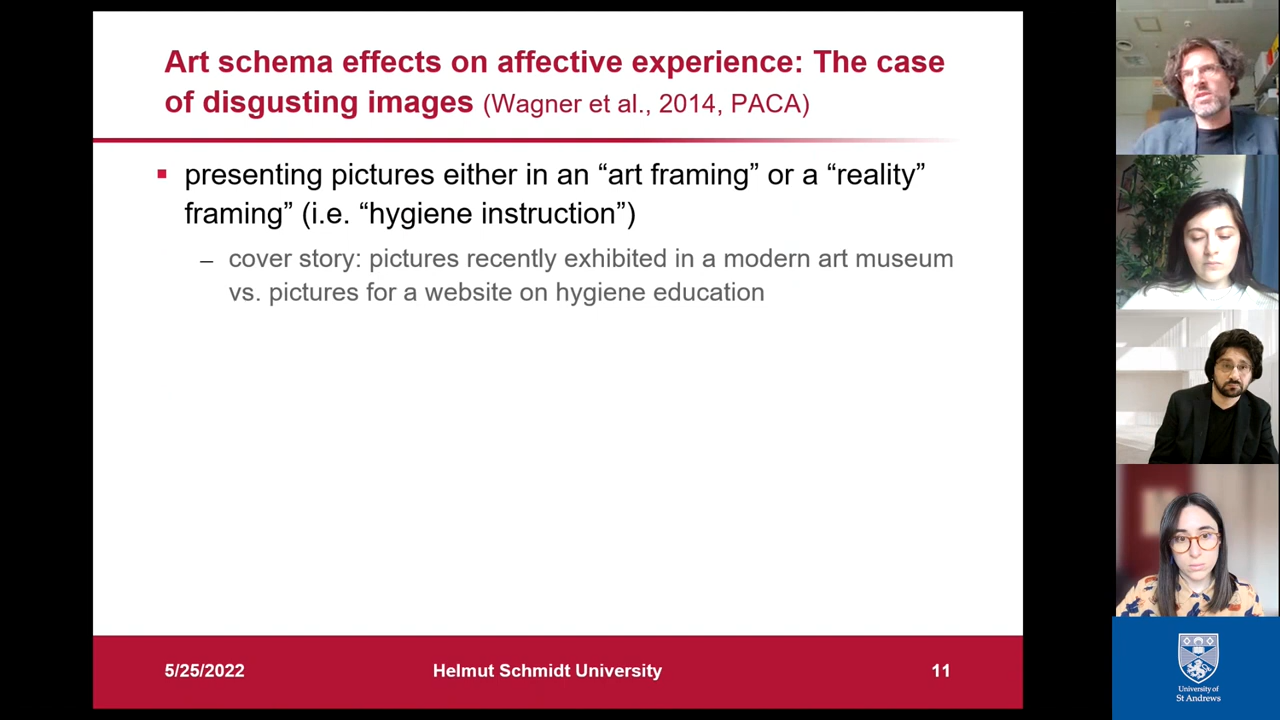 Art schema effects on affective experience: The case
of disgusting images (Wagner et al., 2014, PACA)
presenting pictures either in an “art framing” or a “reality”
framing” (i.e. “hygiene instruction”)
– cover story: pictures recently exhibited in a modern art museum
vs. pictures for a website on hygiene education
5/25/2022 Helmut Schmidt University 11
University of
St Andrews